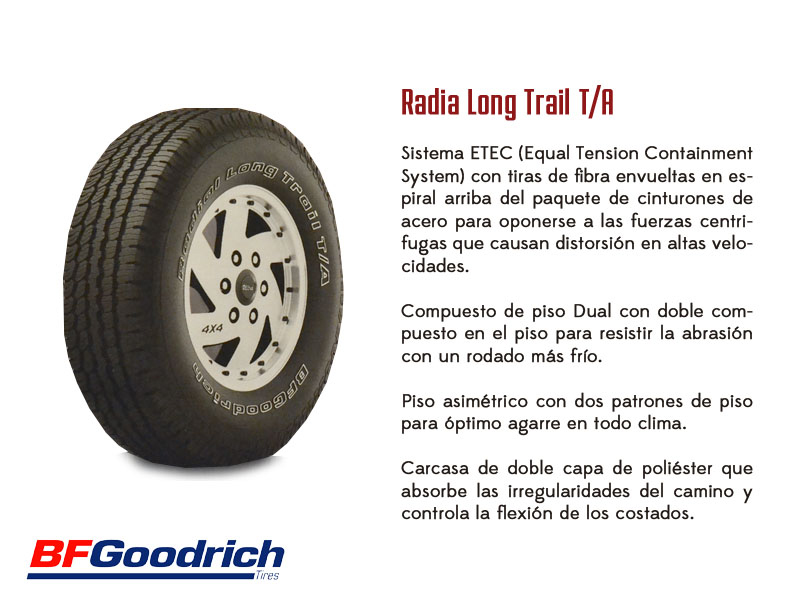 Radia Long Trail T/A
Sistema ETEC (Equal Tension Containment
System) con tiras de fibra envueltas en es-
piral arriba del paquete de cinturones de
acero para oponerse a las fuerzas centri-
fugas que causan distorsión en altas velo-
cidades.
Compuesto de piso Dual con doble com-
puesto en el piso para resistir la abrasión
con un rodado más frío.
Piso asimétrico con dos patrones de piso
para óptimo agarre en todo clima.
Carcasa de doble capa de poliéster que
absorbe las irregularidades del camino y
controla la flexión de los costados.
Radial Long Trail T/A
4X4
BFGoodrich
BFGoodrich
Tires